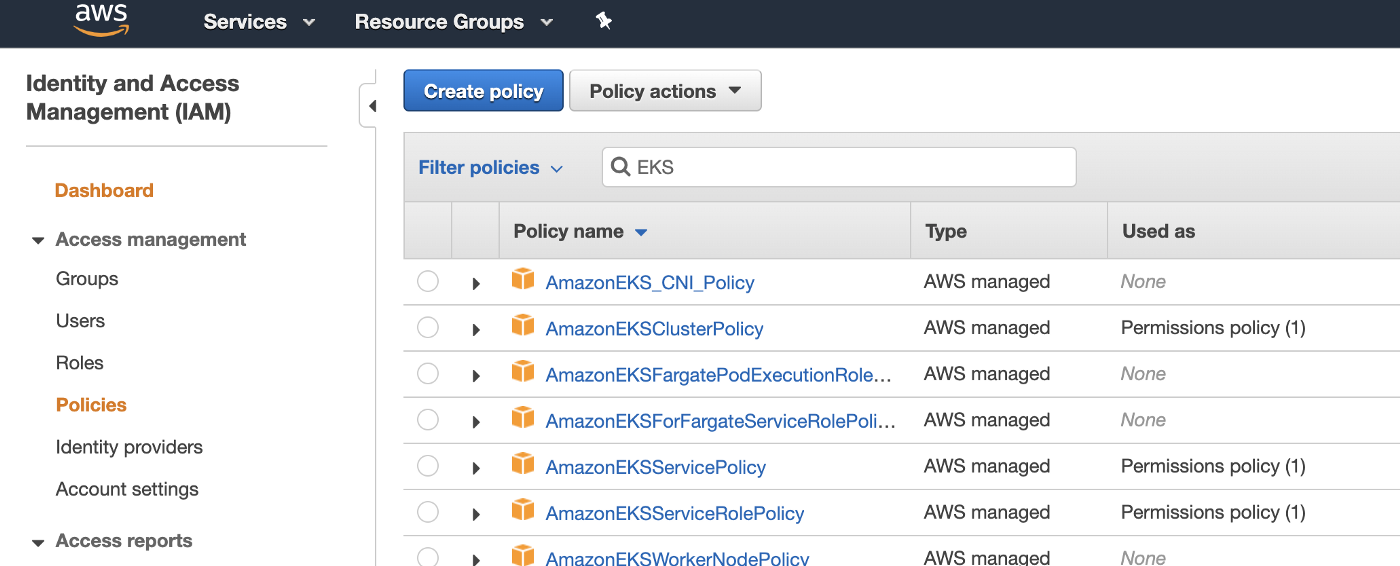 aws Services Resource Groups
Identity and Access
Management (IAM)
Dashboard
Access management
Groups
Users
Roles
Policies
Identity providers
Account settings
Access reports
Create policy Policy actions
Filter policies EKS
Policy name Type Used as
AmazonEKS_CNI_Policy AWS managed None
AmazonEKSClusterPolicy AWS managed Permissions policy (1)
AmazonEKSFargatePodExecutionRole... AWS managed None
AmazonEKSForFargateServiceRolePoli... AWS managed None
AmazonEKSServicePolicy AWS managed Permissions policy (1)
AmazonEKSServiceRolePolicy AWS managed Permissions policy (1)
AmazonEKSWorkerNodePolicy AWS managed None